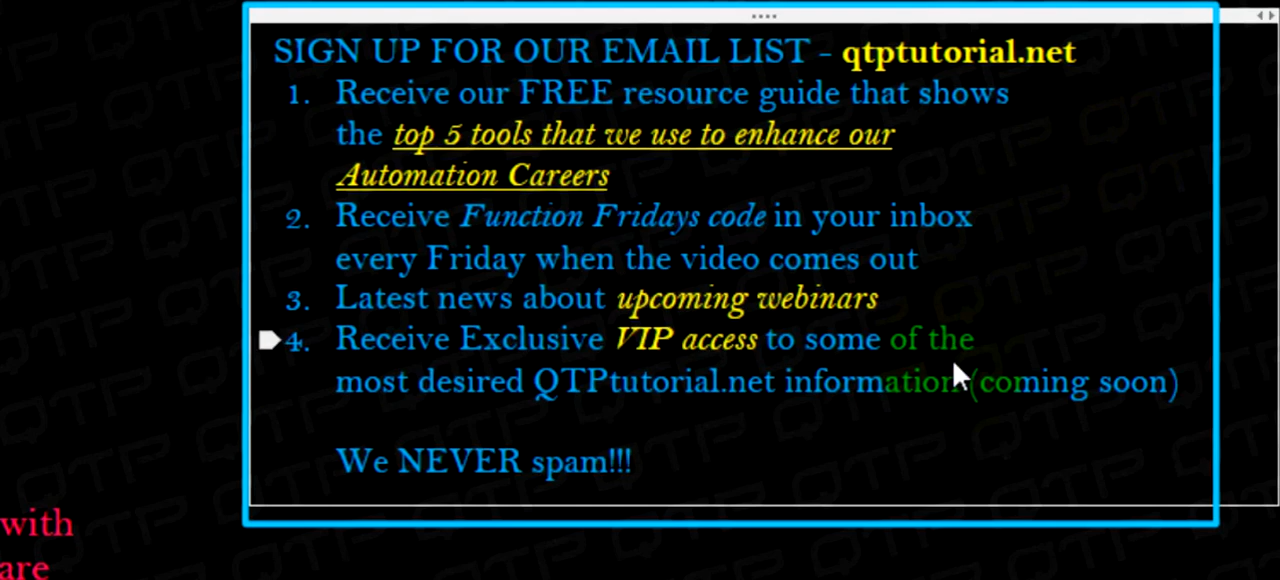 SIGN UP FOR OUR EMAIL LIST – qtptutorial.net
1. Receive our FREE resource guide that shows
the top 5 tools that we use to enhance our
Automation Careers
2. Receive Function Fridays code in your inbox
every Friday when the video comes out
3. Latest news about upcoming webinars
4. Receive Exclusive VIP access to some of the
most desired QTPtutorial.net information (coming soon)
We NEVER spam!!!
with
are